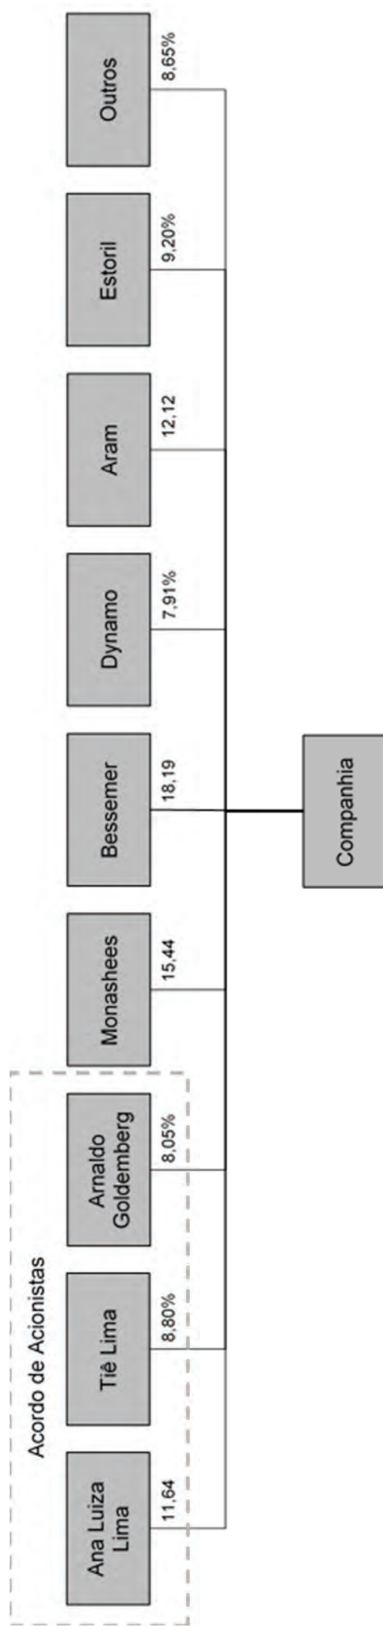 Acordo de Acionistas
Ana Luiza
Lima
Tiê Lima
Arnaldo
Goldemberg
Monashees
Bessemer
Dynamo
Aram
Estoril
Outros
11,64
8,80%
8,05%
15,44
18,19
7,91%
12,12
9,20%
8,65%
Companhia